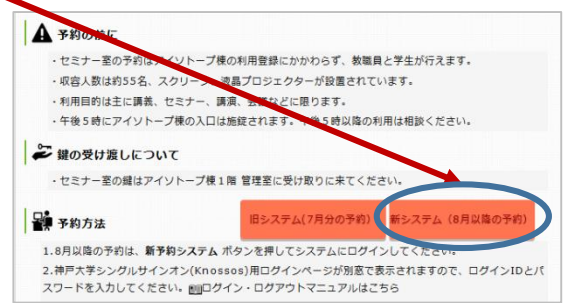 予約の前に
・セミナー室の予約はアイソトープ棟の利用登録にかかわらず、教職員と学生が行えます。
・収容人数は約55名、スクリーン、液晶プロジェクターが設置されています。
・利用目的は主に講義、セミナー、講演、会議などに限ります。
・午後5時にアイソトープ棟の入口は施錠されます。午後5時以降の利用は相談ください。
鍵の受け渡しについて
・セミナー室の鍵はアイソトープ棟1階 管理室に受け取りに来てください。
予約方法
旧システム(7月分の予約)
新システム（8月以降の予約)
1.8月以降の予約は、新予約システム ボタンを押してシステムにログインしてください。
2.神戸大学シングルサインオン(Knossos)用ログインページが別窓で表示されますので、ログインIDとパ
スワードを入力してください。ログイン・ログアウトマニュアルはこちら